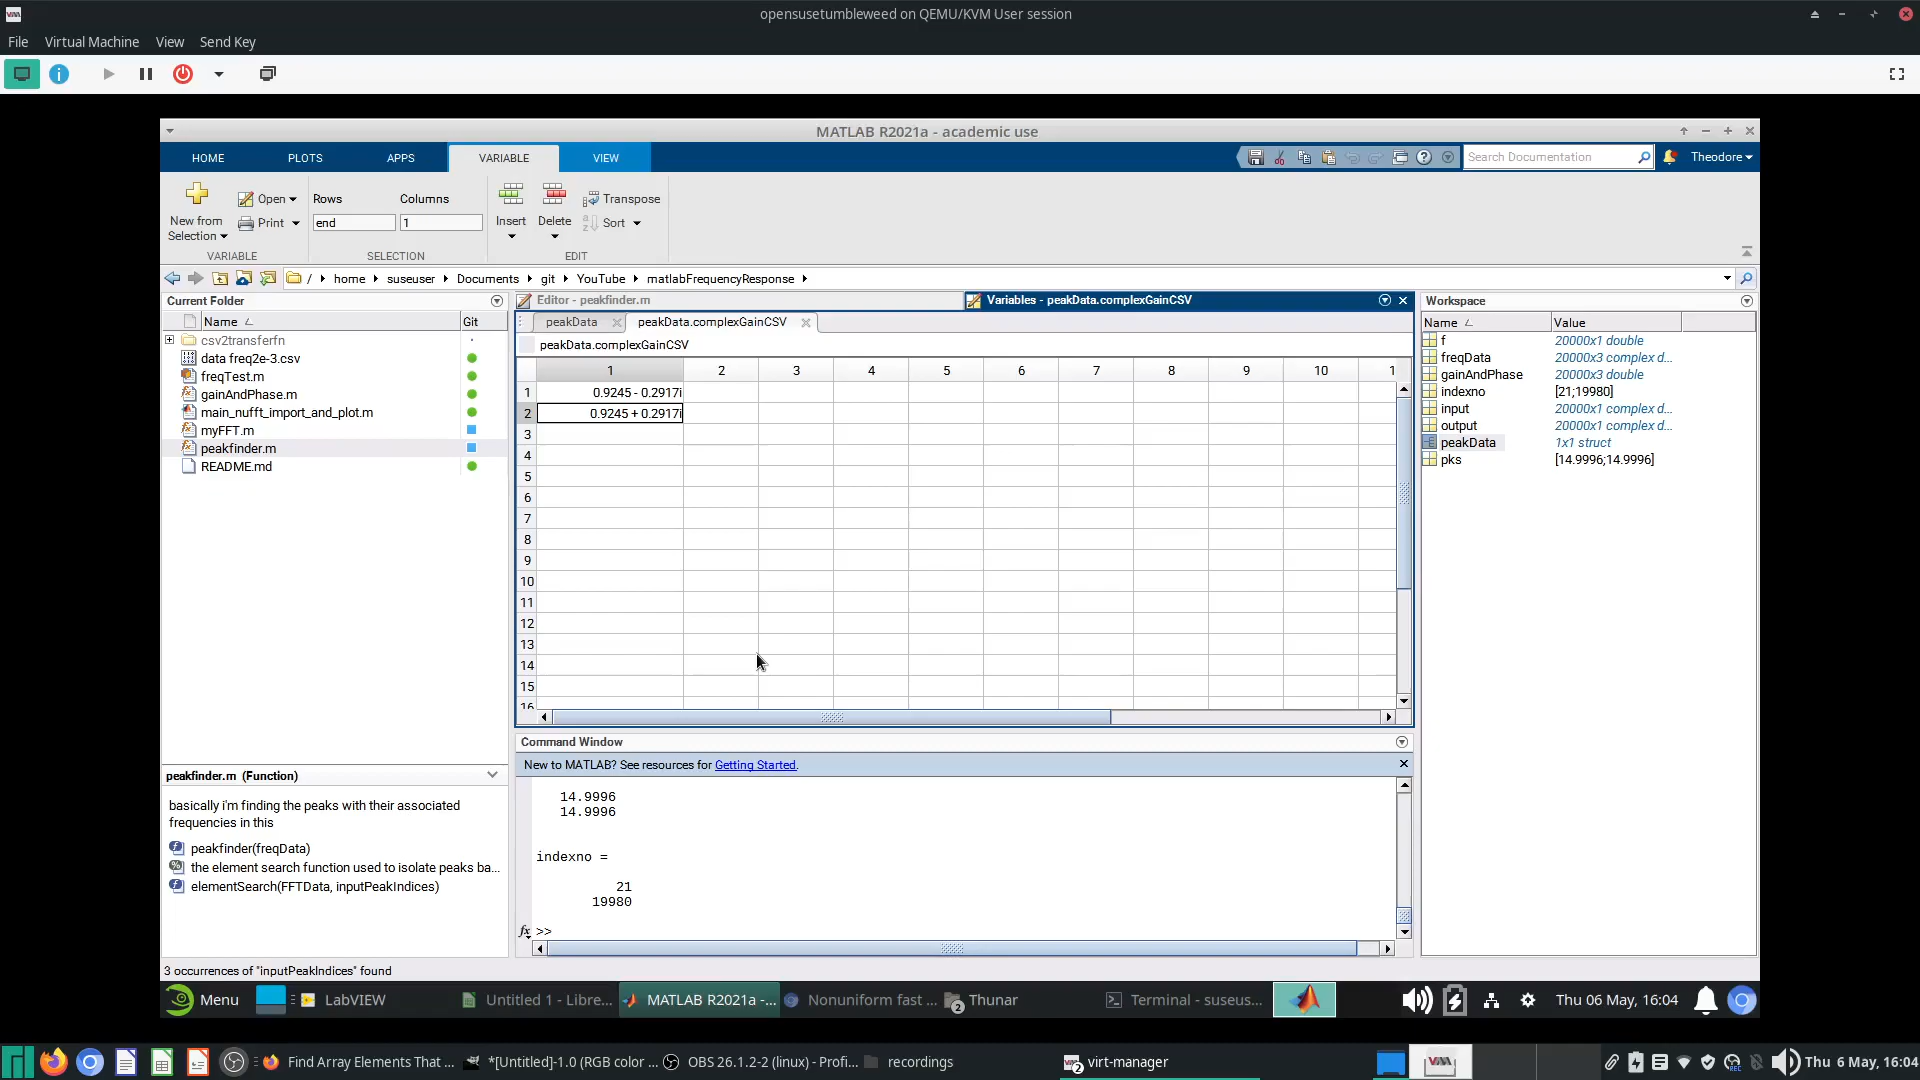 opensusetumbleweed on QEMU/KVM User session
File Virtual Machine View Send Key
MATLAB R2021a - academic use
HOME PLOTS APPS VARIABLE VIEW
Search Documentation
Theodore
New from
Selection
Open
Print
VARIABLE
Rows Columns
end 1
SELECTION
Insert Delete
Transpose
Sort
EDIT
/ home suseuser Documents git YouTube matlabFrequencyResponse
Current Folder
Name Git
csv2transferfn
data freq2e-3.csv
freqTest.m
gainAndPhase.m
main_nufft_import_and_plot.m
myFFT.m
peakfinder.m
README.md
peakfinder.m (Function)
basically i'm finding the peaks with their associated
frequencies in this
peakfinder(freqData)
the element search function used to isolate peaks ba...
elementSearch(FFTData, inputPeakIndices)
3 occurrences of "inputPeakIndices" found
Editor - peakfinder.m
Variables - peakData.complexGainCSV
peakData
peakData.complexGainCSV
peakData.complexGainCSV
1 2 3 4 5 6 7 8 9 10 1
1 0.9245 - 0.2917i
2 0.9245 + 0.2917i
3
4
5
6
7
8
9
10
11
12
13
14
15
16
Command Window
New to MATLAB? See resources for Getting Started.
14.9996
14.9996
indexno =
21
19980
fx >>
Workspace
Name Value
f 20000x1 double
freqData 20000x3 complex d...
gainAndPhase 20000x3 double
indexno [21;19980]
input 20000x1 complex d...
output 20000x1 complex d...
peakData 1x1 struct
pks [14.9996;14.9996]
Menu
LabVIEW
Untitled 1 - Libre...
MATLAB R2021a -...
Nonuniform fast ...
2 Thunar
Terminal - suseus...
Thu 06 May, 16:04
Find Array Elements That ...
*[Untitled]-1.0 (RGB color ...
OBS 26.1.2-2 (linux) - Profi...
recordings
2 virt-manager
Thu 6 May, 16:04